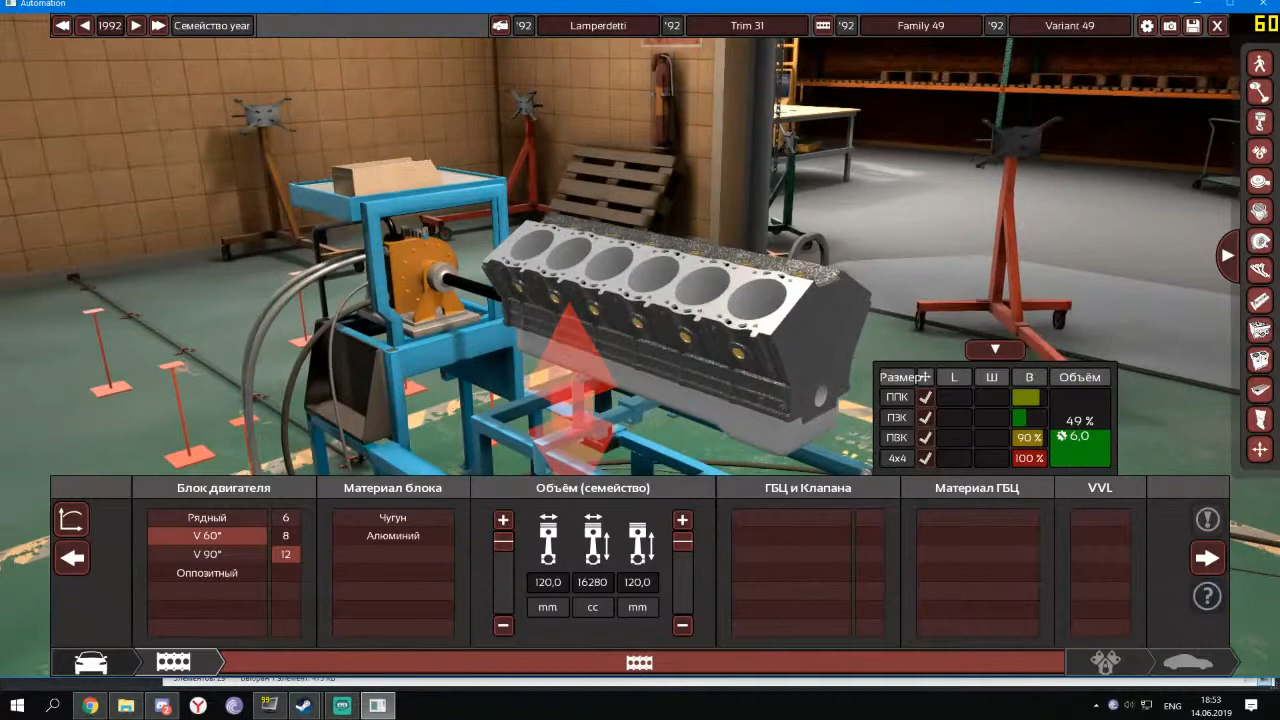 Automation
60
1992 Семейство year
'92 Lamperdetti '92 Trim 31 '92 Family 49 '92 Variant 49
Размер L Ш В Объём
ППК
ПЗК 49 %
ПВК 90 % 6,0
4x4 100 %
Блок двигателя Материал блока Объём (семейство) ГБЦ и Клапана Материал ГБЦ VVL
Рядный 6 Чугун
V 60° 8 Алюминий
V 90° 12
Оппозитный
120,0 16280 120,0
mm cc mm
99
18:53
14.06.2019